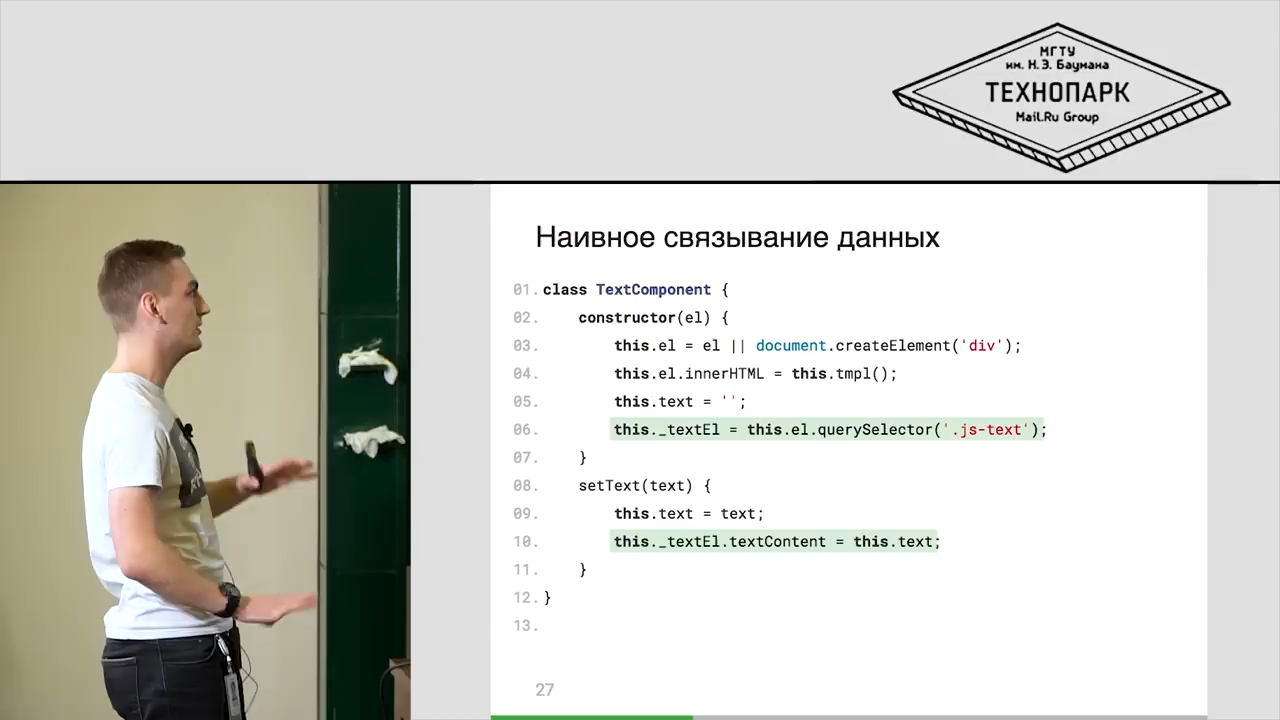 МГТУ
им. Н.Э. Баумана
ТЕХНОПАРК
Mail.Ru Group
Наивное связывание данных
01. class TextComponent {
02.     constructor(el) {
03.         this.el = el || document.createElement('div');
04.         this.el.innerHTML = this.tmpl();
05.         this.text = '';
06.         this._textEl = this.el.querySelector('.js-text');
07.     }
08.     setText(text) {
09.         this.text = text;
10.         this._textEl.textContent = this.text;
11.     }
12. }
13.
27